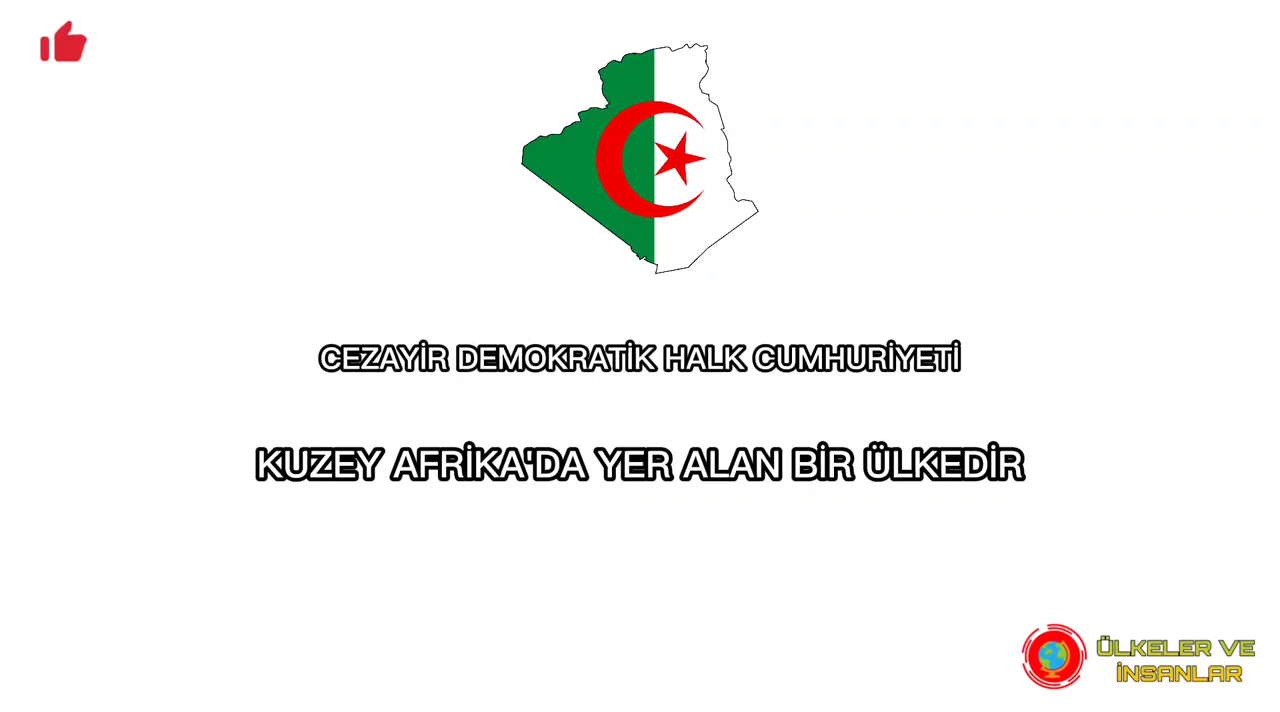 CEZAYİR DEMOKRATİK HALK CUMHURİYETİ
KUZEY AFRİKA'DA YER ALAN BİR ÜLKEDİR
ÜLKELER VE
İNSANLAR